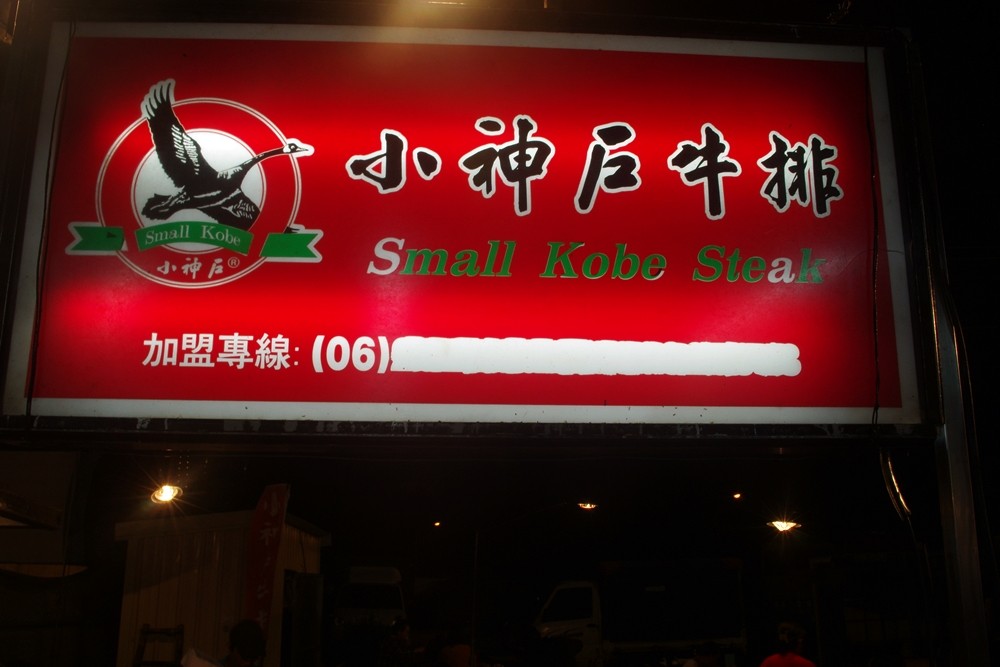 小神戶牛排
Small Kobe Steak
Small Kobe
小神戶®
加盟專線: (06)